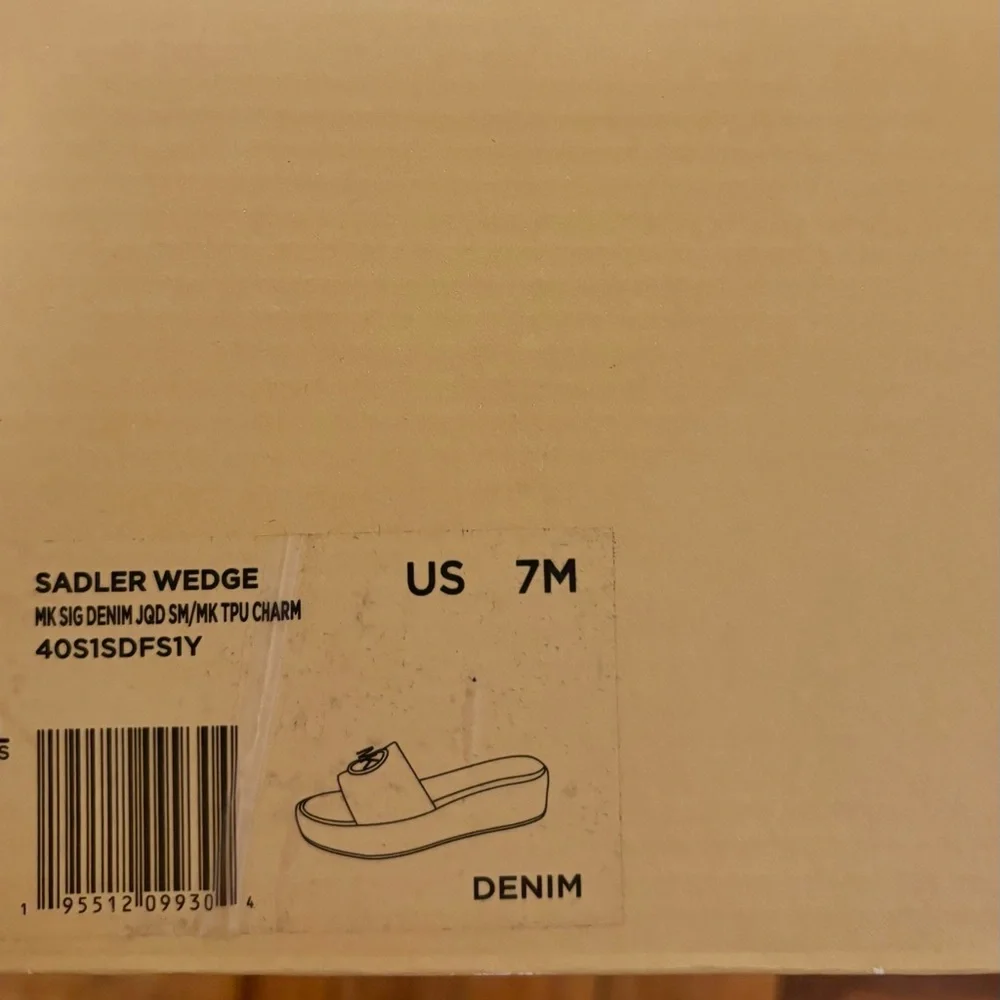 SADLER WEDGE
MK SIG DENIM JQD SM/MK TPU CHARM
40S1SDFS1Y
US 7M
S
1 95512 09930 4
DENIM